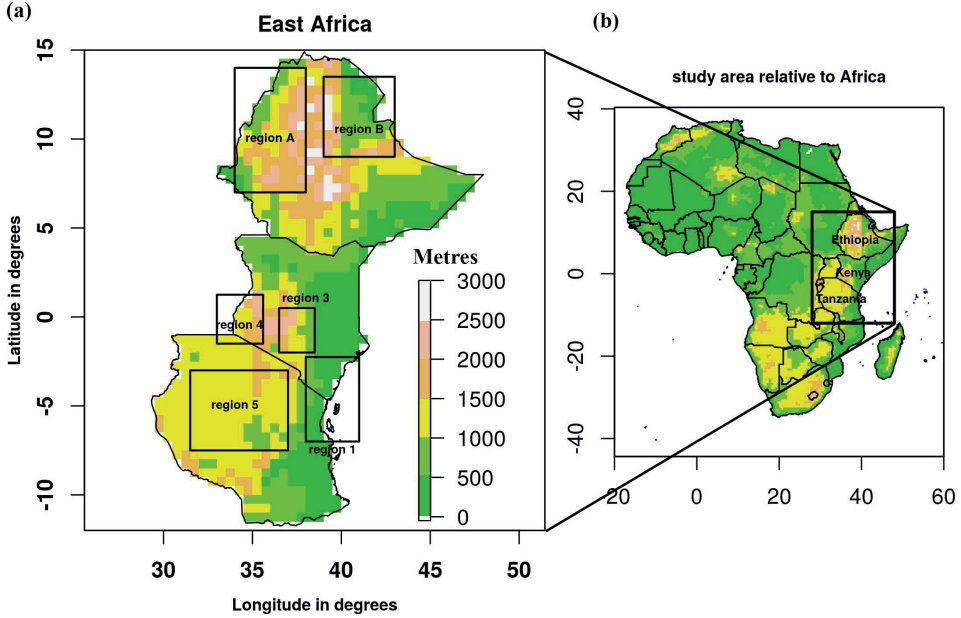 (a)
East Africa
15
10
5
0
-5
-10
Latitude in degrees
region A
region B
region 3
region 4
region 5
region 1
Metres
3000
2500
2000
1500
1000
500
0
30
35
40
45
50
Longitude in degrees
(b)
study area relative to Africa
40
20
0
-20
-40
Ethiopia
Kenya
Tanzania
-20
0
20
40
60